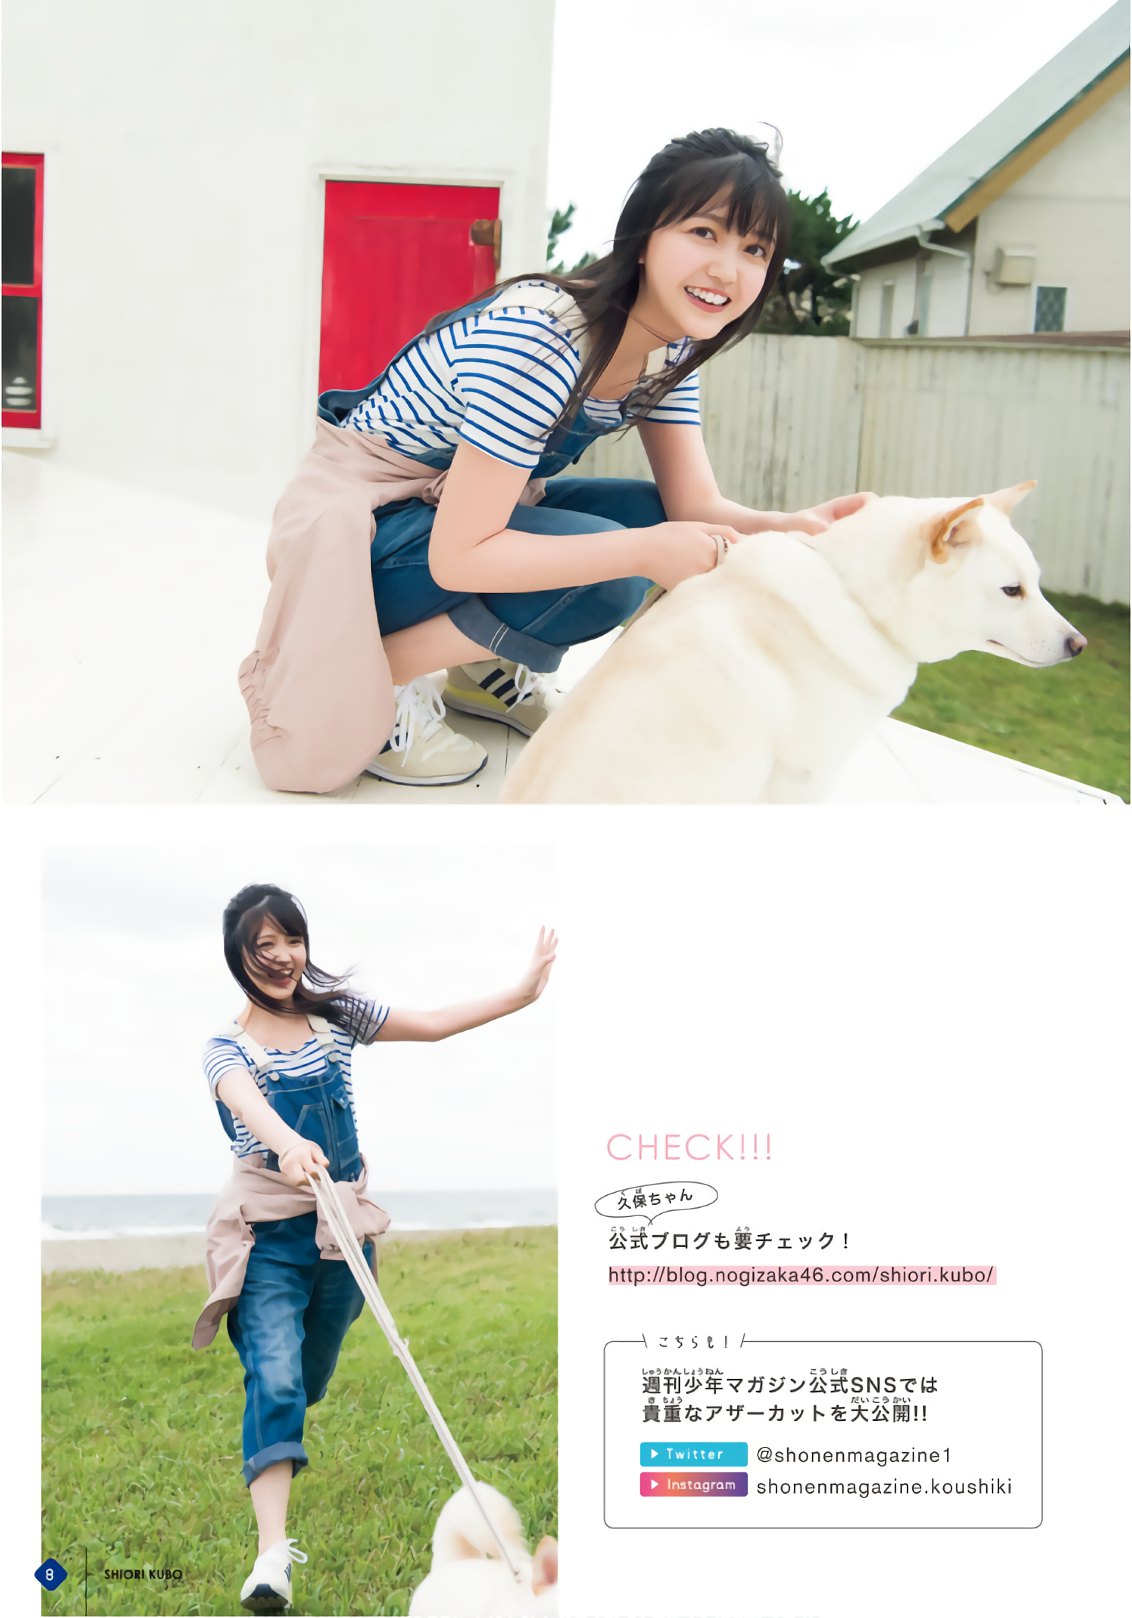 CHECK!!!
久保ちゃん
公式ブログも要チェック！
http://blog.nogizaka46.com/shiori.kubo/
こちらも！
週刊少年マガジン公式SNSでは
貴重なアザーカットを大公開!!
Twitter @shonenmagazine1
Instagram shonenmagazine.koushiki
8 SHIORI KUBO